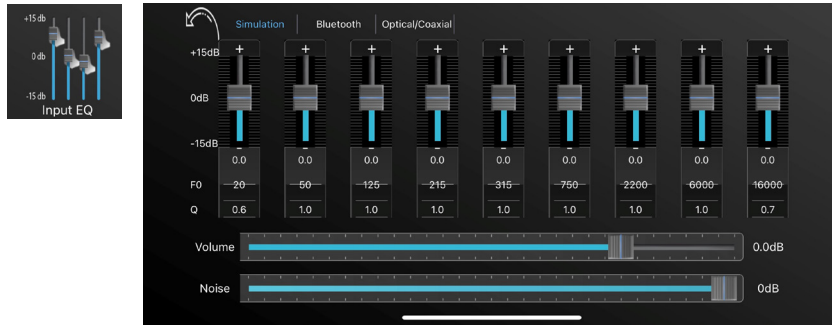 +15 db
0 db
-15 db
Input EQ
Simulation Bluetooth Optical/Coaxial
+ + + + + + + + +
+15dB
0dB
-15dB
0.0 0.0 0.0 0.0 0.0 0.0 0.0 0.0 0.0
F0 20 50 125 215 315 750 2200 6000 16000
Q 0.6 1.0 1.0 1.0 1.0 1.0 1.0 1.0 0.7
Volume 0.0dB
Noise 0dB